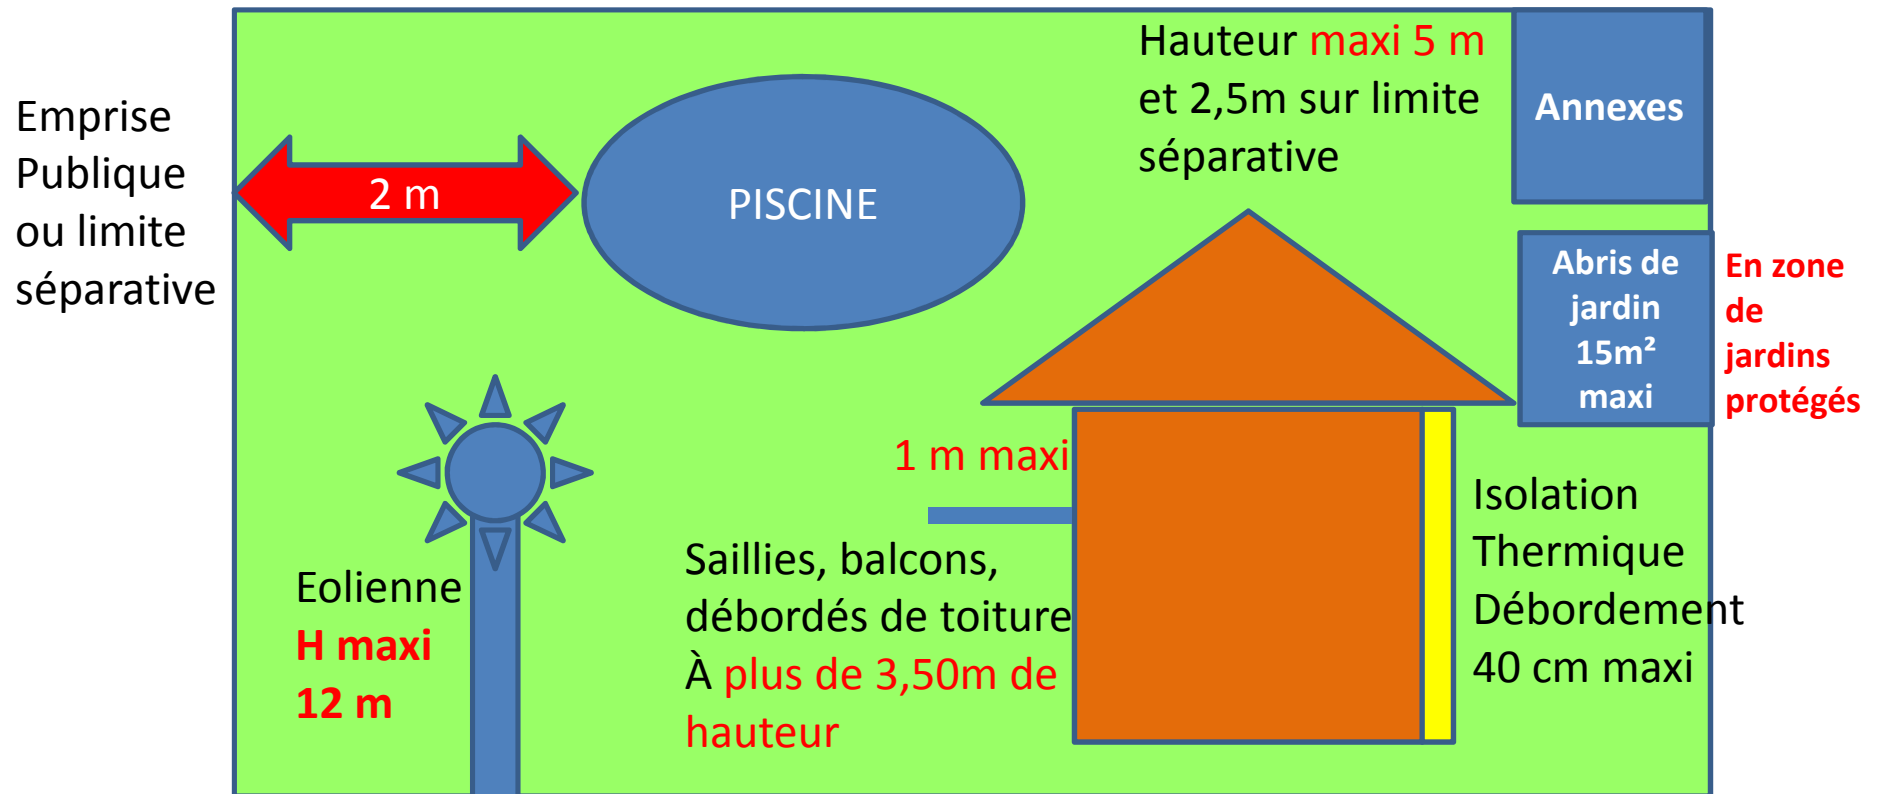 Emprise
Publique
ou limite
séparative
2 m
PISCINE
Hauteur maxi 5 m
et 2,5m sur limite
séparative
Annexes
Abris de
jardin
15m²
maxi
En zone
de
jardins
protégés
Eolienne
H maxi
12 m
1 m maxi
Saillies, balcons,
débordés de toiture
À plus de 3,50m de
hauteur
Isolation
Thermique
Débordement
40 cm maxi